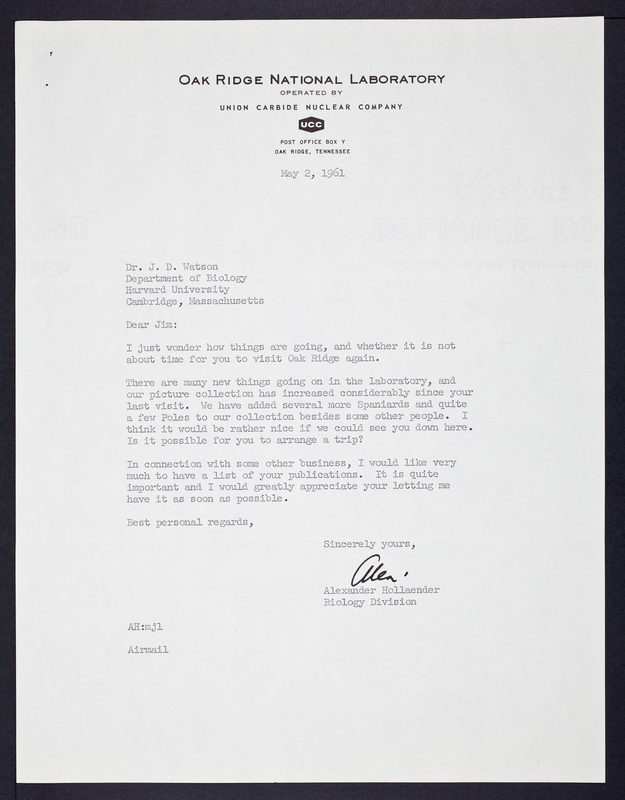 OAK RIDGE NATIONAL LABORATORY
OPERATED BY
UNION CARBIDE NUCLEAR COMPANY
UCC
POST OFFICE BOX Y
OAK RIDGE, TENNESSEE
May 2, 1961
Weston's
DEFIANCE BOND
Dr. J. D. Watson
Department of Biology
Harvard University
Cambridge, Massachusetts
Dear Jim:
I just wonder how things are going, and whether it is not
about time for you to visit Oak Ridge again.
There are many new things going on in the laboratory, and
our picture collection has increased considerably since your
last visit. We have added several more Spaniards and quite
a few Poles to our collection besides some other people. I
think it would be rather nice if we could see you down here.
Is it possible for you to arrange a trip?
In connection with some other business, I would like very
much to have a list of your publications. It is quite
important and I would greatly appreciate your letting me
have it as soon as possible.
Best personal regards,
Sincerely yours,
Alex.
Alexander Hollaender
Biology Division
AH:mjl
Airmail